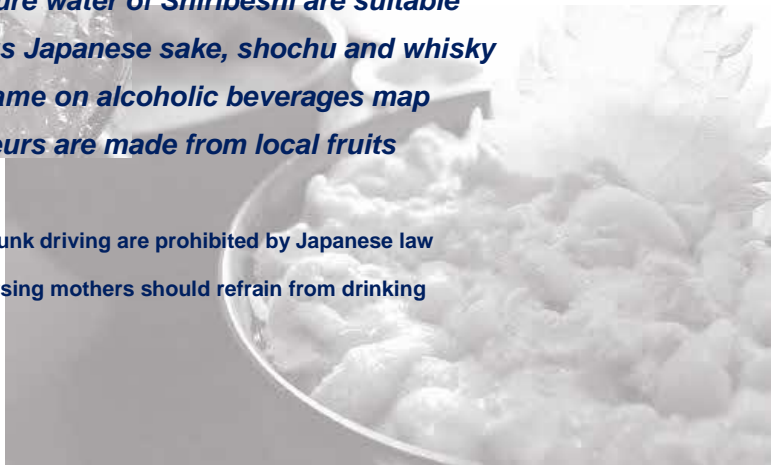 ure water of Shiribeshi are suitable
s Japanese sake, shochu and whisky
ame on alcoholic beverages map
eurs are made from local fruits
unk driving are prohibited by Japanese law
sing mothers should refrain from drinking